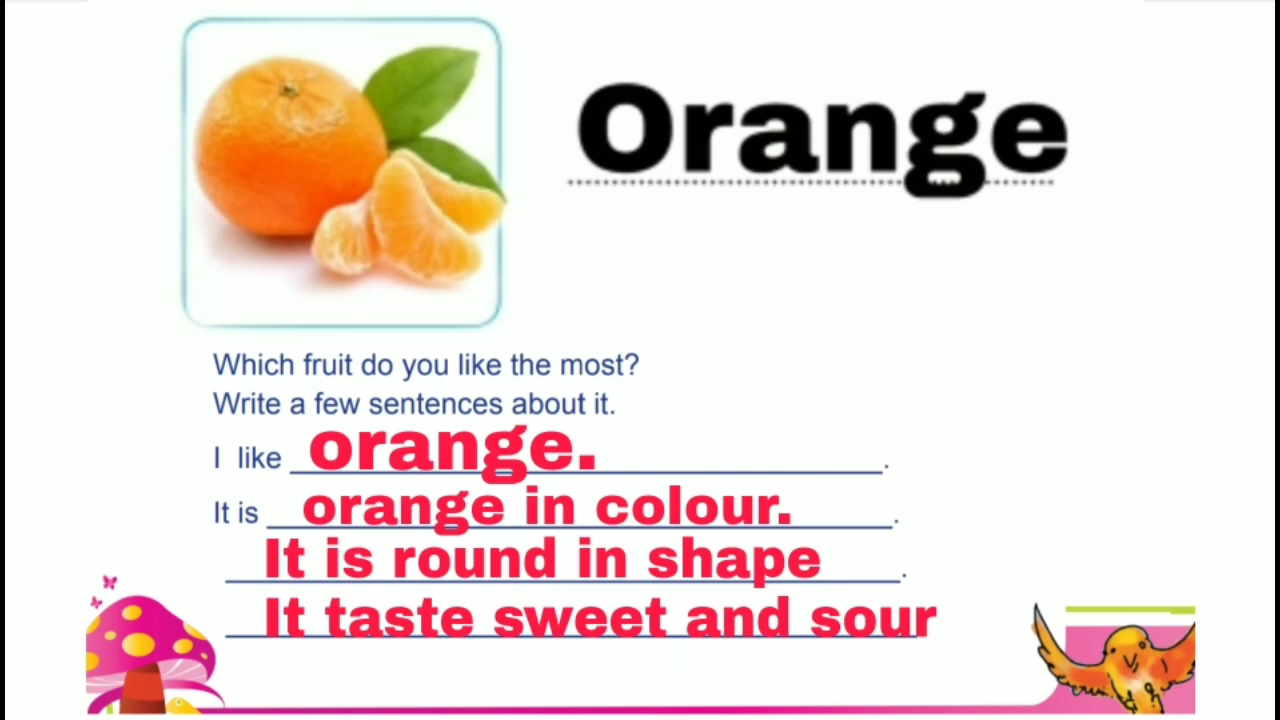 Orange
Which fruit do you like the most?
Write a few sentences about it.
I like orange. .
It is orange in colour. .
It is round in shape .
It taste sweet and sour